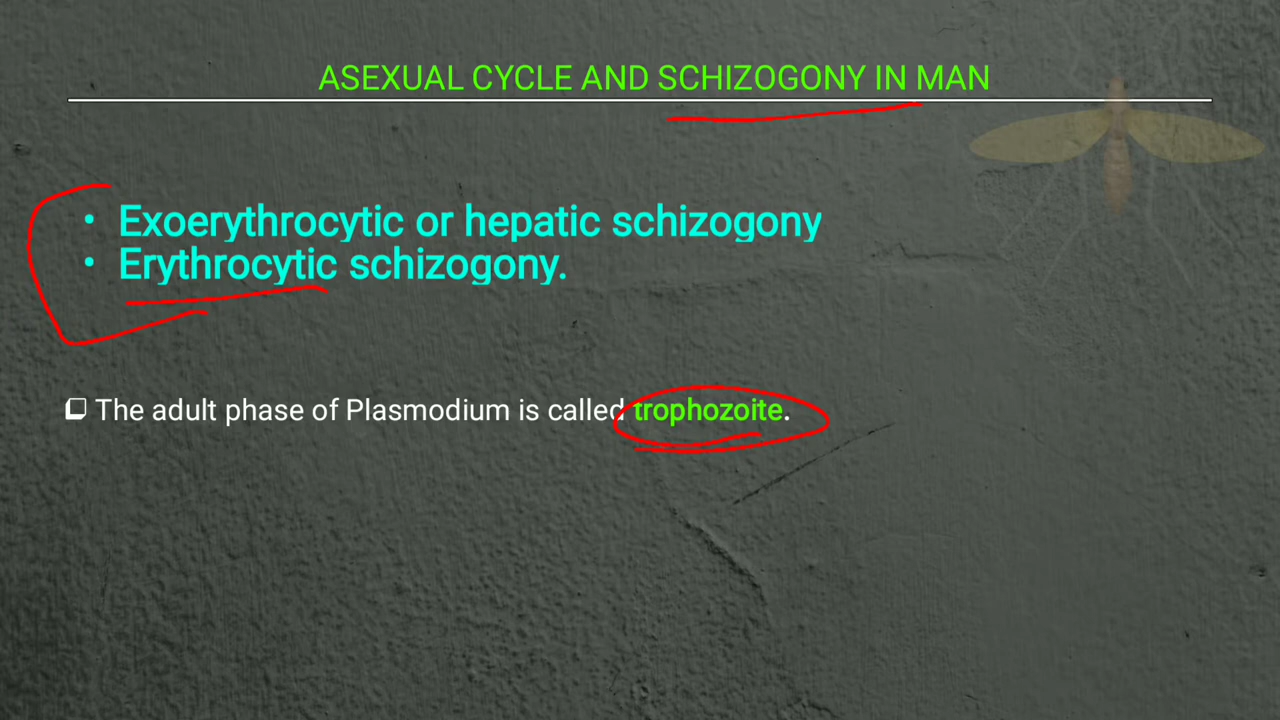 ASEXUAL CYCLE AND SCHIZOGONY IN MAN
• Exoerythrocytic or hepatic schizogony
• Erythrocytic schizogony.
❑ The adult phase of Plasmodium is called trophozoite.